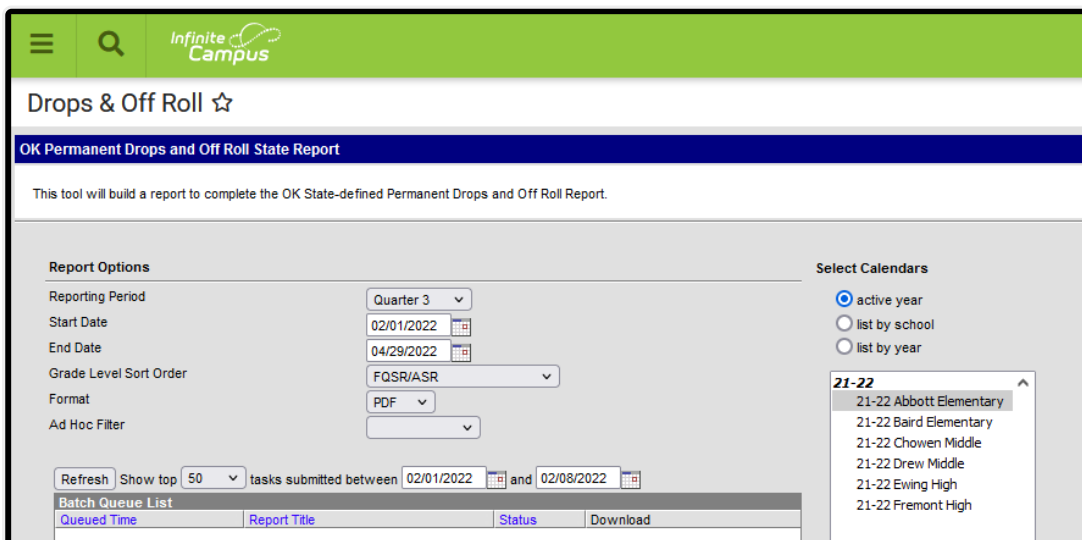 Infinite
Campus
Drops & Off Roll
OK Permanent Drops and Off Roll State Report
This tool will build a report to complete the OK State-defined Permanent Drops and Off Roll Report.
Report Options
Reporting Period Quarter 3
Start Date 02/01/2022
End Date 04/29/2022
Grade Level Sort Order FQSR/ASR
Format PDF
Ad Hoc Filter
Refresh Show top 50 tasks submitted between 02/01/2022 and 02/08/2022
Batch Queue List
Queued Time Report Title Status Download
Select Calendars
active year
list by school
list by year
21-22
21-22 Abbott Elementary
21-22 Baird Elementary
21-22 Chowen Middle
21-22 Drew Middle
21-22 Ewing High
21-22 Fremont High